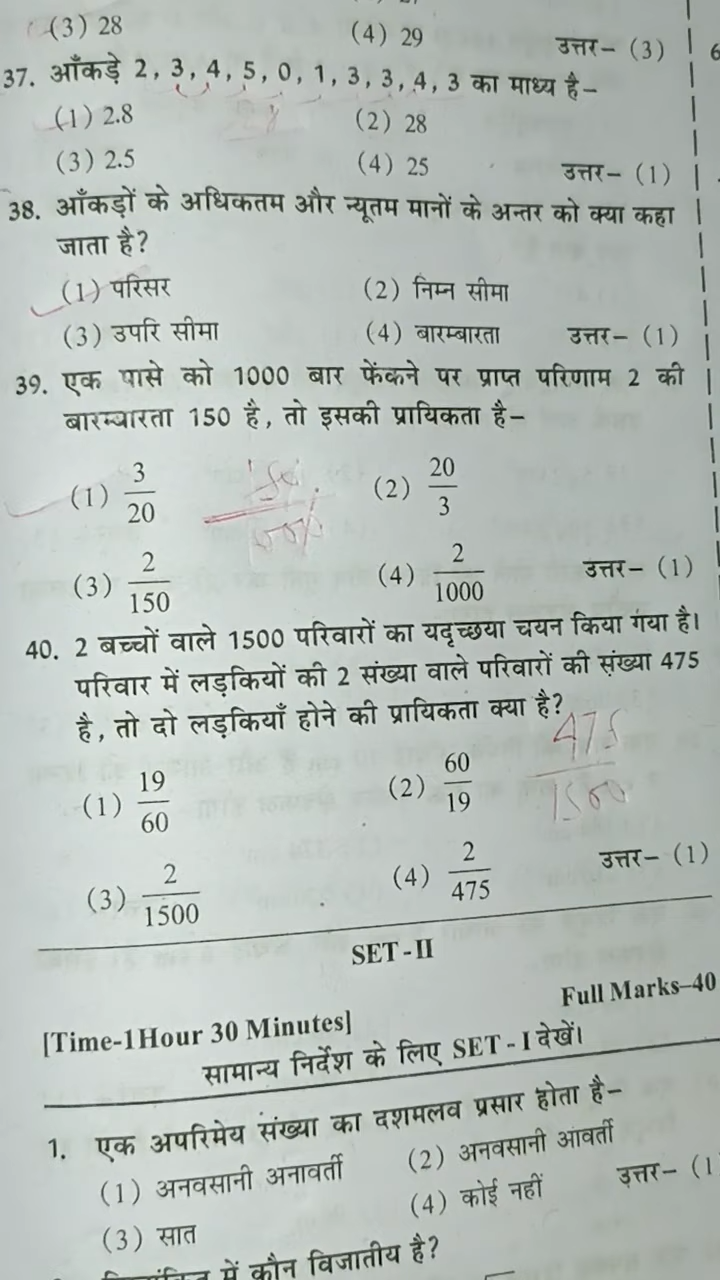 (3) 28 (4) 29 उत्तर– (3)
37. आँकड़े 2, 3, 4, 5, 0, 1, 3, 3, 4, 3 का माध्य है–
(1) 2.8 (2) 28
(3) 2.5 (4) 25 उत्तर– (1)
38. आँकड़ों के अधिकतम और न्यूतम मानों के अन्तर को क्या कहा
जाता है?
(1) परिसर (2) निम्न सीमा
(3) उपरि सीमा (4) बारम्बारता उत्तर– (1)
39. एक पासे को 1000 बार फेंकने पर प्राप्त परिणाम 2 की
बारम्बारता 150 है, तो इसकी प्रायिकता है–
(1) 3/20 (2) 20/3
(3) 2/150 (4) 2/1000 उत्तर– (1)
40. 2 बच्चों वाले 1500 परिवारों का यदृच्छया चयन किया गया है।
परिवार में लड़कियों की 2 संख्या वाले परिवारों की संख्या 475
है, तो दो लड़कियाँ होने की प्रायिकता क्या है?
475/1500
(1) 19/60 (2) 60/19
(3) 2/1500 (4) 2/475 उत्तर– (1)
SET-II
[Time-1Hour 30 Minutes] Full Marks–40
सामान्य निर्देश के लिए SET-I देखें।
1. एक अपरिमेय संख्या का दशमलव प्रसार होता है–
(1) अनवसानी अनावर्ती (2) अनवसानी आवर्ती
(3) सात (4) कोई नहीं उत्तर– (1
में कौन विजातीय है?